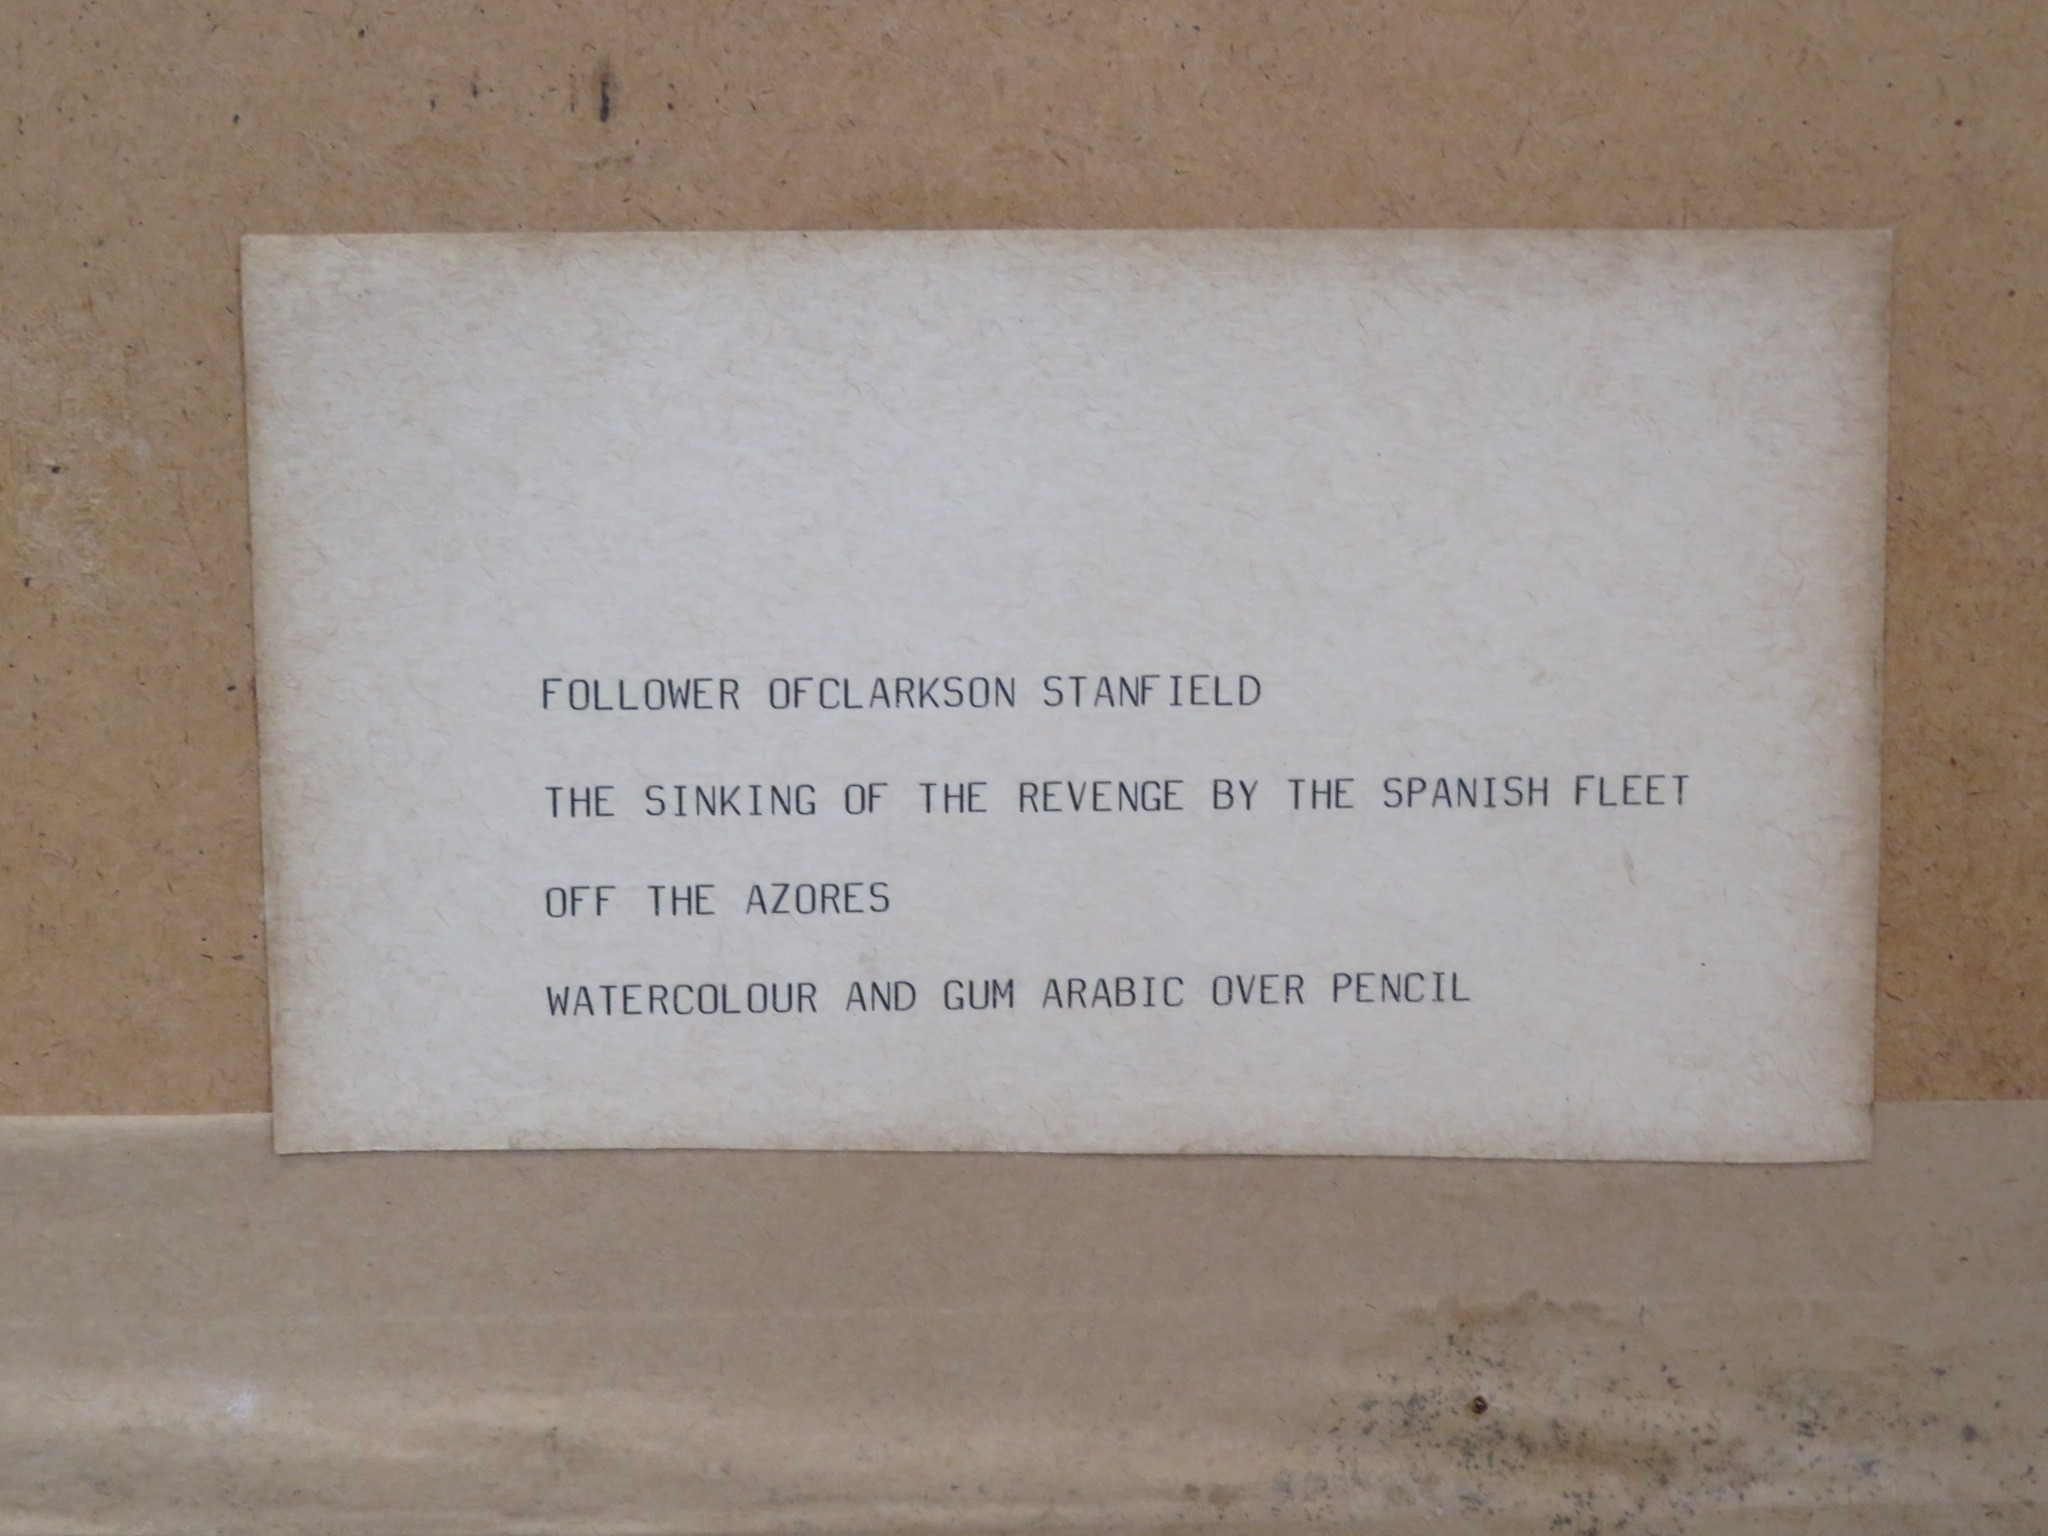 FOLLOWER OFCLARKSON STANFIELD
THE SINKING OF THE REVENGE BY THE SPANISH FLEET
OFF THE AZORES
WATERCOLOUR AND GUM ARABIC OVER PENCIL